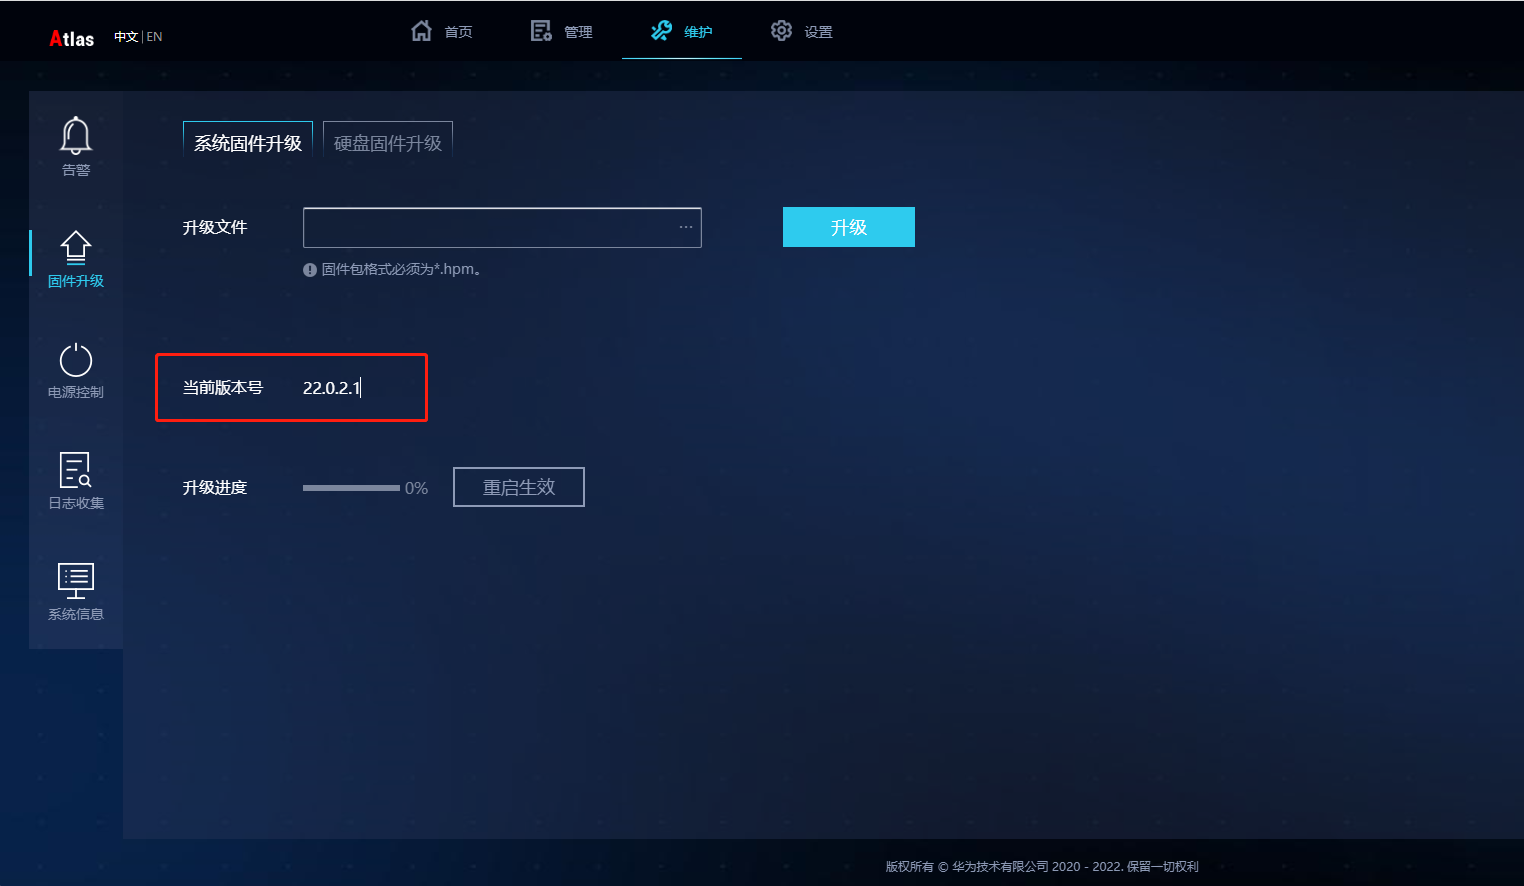 Atlas 中文 | EN
首页 管理 维护 设置
告警
固件升级
电源控制
日志收集
系统信息
系统固件升级 硬盘固件升级
升级文件 ... 升级
固件包格式必须为*.hpm。
当前版本号 22.0.2.1
升级进度 0% 重启生效
版权所有 © 华为技术有限公司 2020 - 2022. 保留一切权利